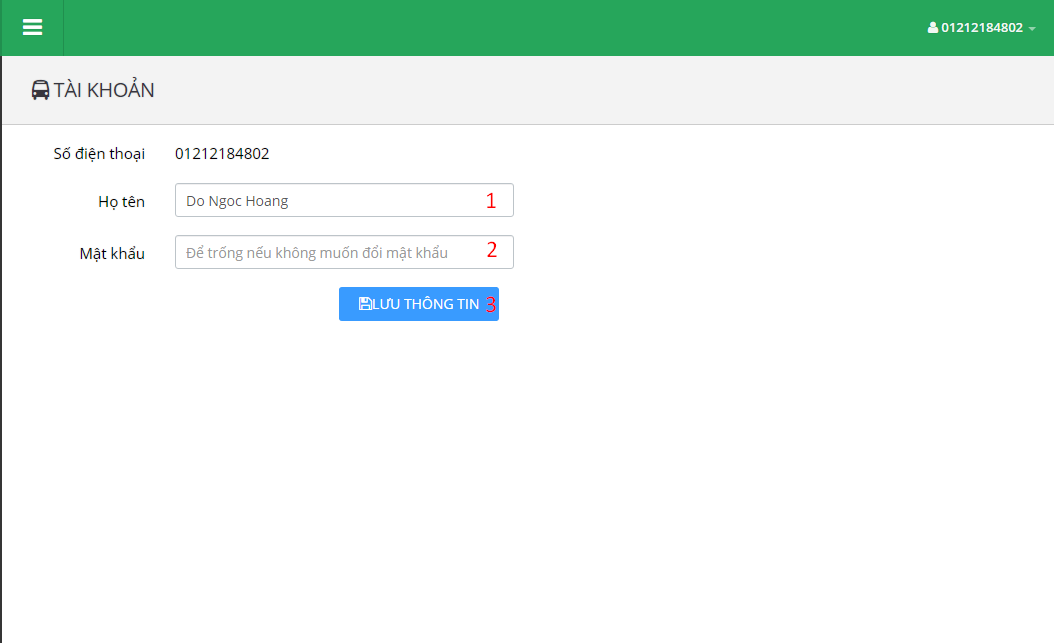 01212184802
TÀI KHOẢN
Số điện thoại 01212184802
Họ tên Do Ngoc Hoang 1
Mật khẩu Để trống nếu không muốn đổi mật khẩu 2
LƯU THÔNG TIN 3